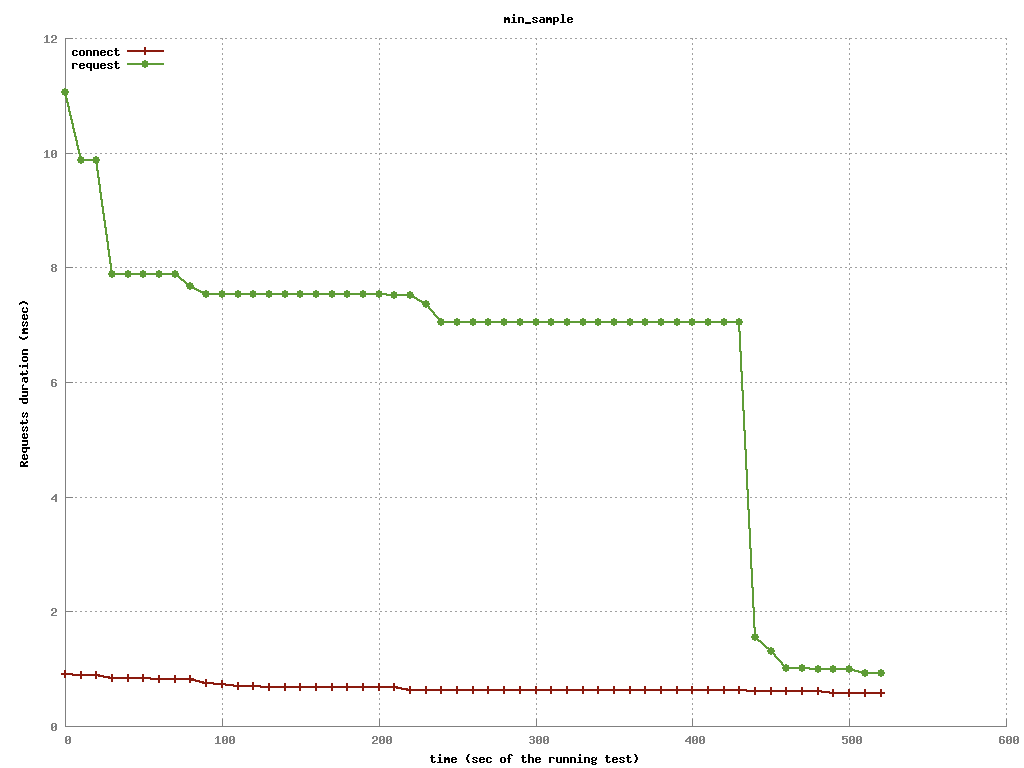 min_sample
12
connect
request
10
8
6
4
2
0
Requests duration (msec)
0 100 200 300 400 500 600
time (sec of the running test)